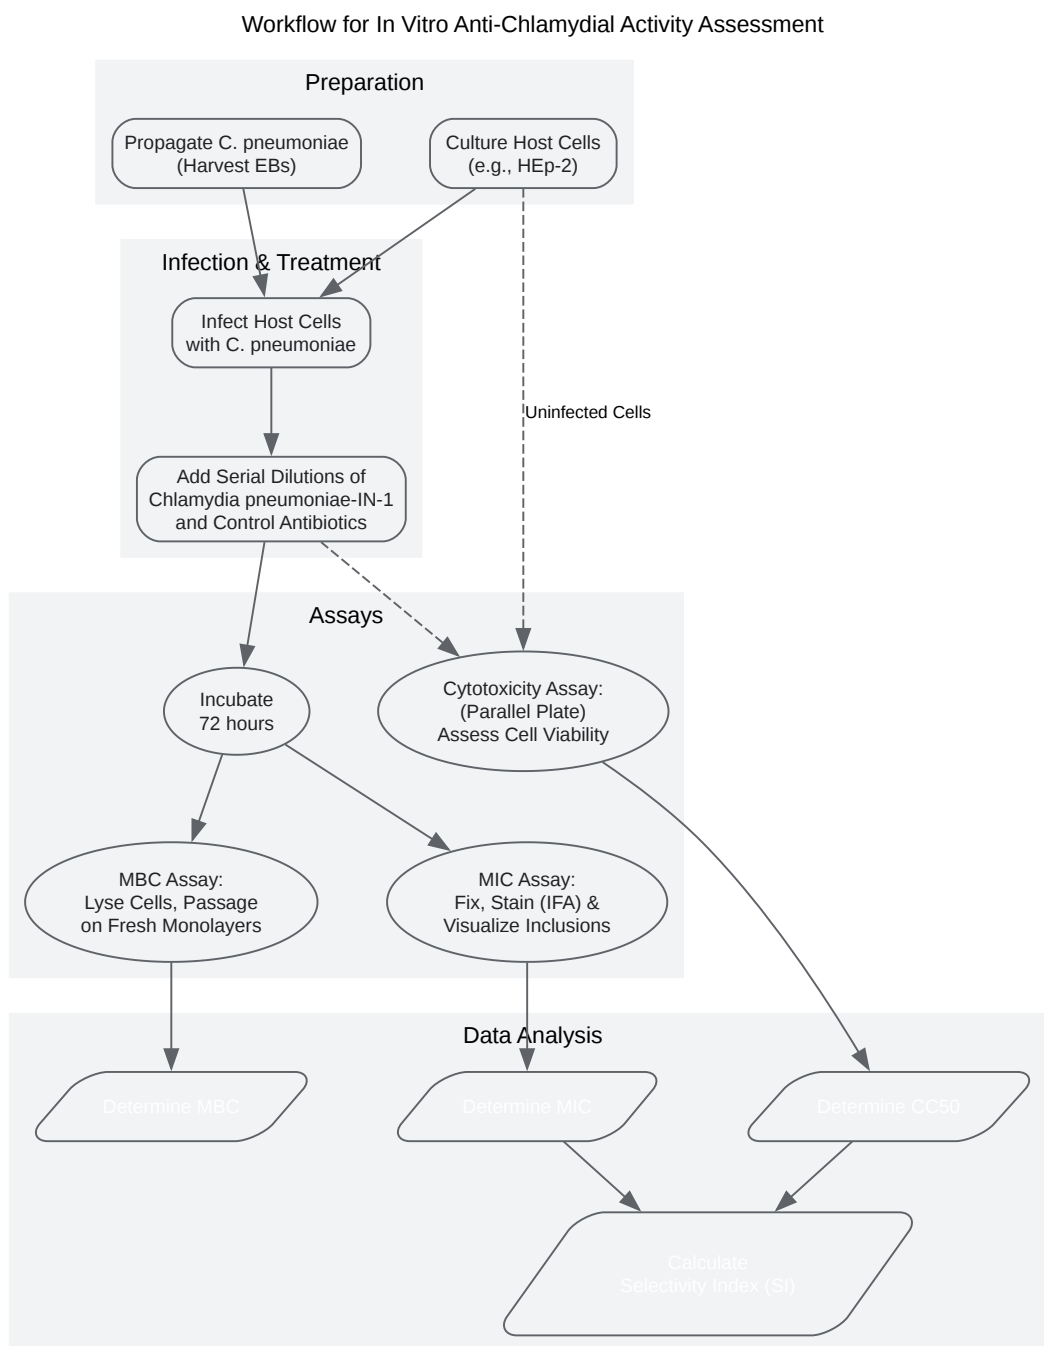 Workflow for In Vitro Anti-Chlamydial Activity Assessment
Preparation
Propagate C. pneumoniae
(Harvest EBs)
Culture Host Cells
(e.g., HEp-2)
Infection & Treatment
Infect Host Cells
with C. pneumoniae
Uninfected Cells
Add Serial Dilutions of
Chlamydia pneumoniae-IN-1
and Control Antibiotics
Assays
Incubate
72 hours
Cytotoxicity Assay:
(Parallel Plate)
Assess Cell Viability
MBC Assay:
Lyse Cells, Passage
on Fresh Monolayers
MIC Assay:
Fix, Stain (IFA) &
Visualize Inclusions
Data Analysis
Determine MBC
Determine MIC
Determine CC50
Calculate
Selectivity Index (SI)